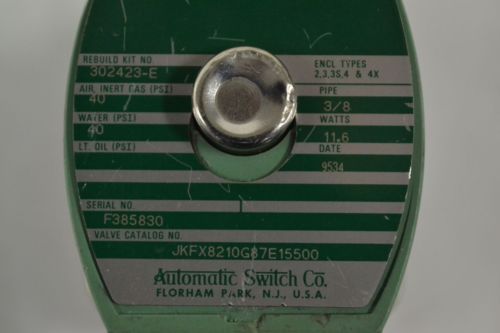 REBUILD KIT NO
302423-E
ENCL TYPES
2,3,3S,4 & 4X
AIR, INERT GAS (PSI)
40
PIPE
3/8
WATER (PSI)
40
WATTS
11.6
LT. OIL (PSI)
DATE
9534
SERIAL NO.
F385830
VALVE CATALOG NO.
JKFX8210G87E15500
Automatic Switch Co.
FLORHAM PARK, N.J., U.S.A.